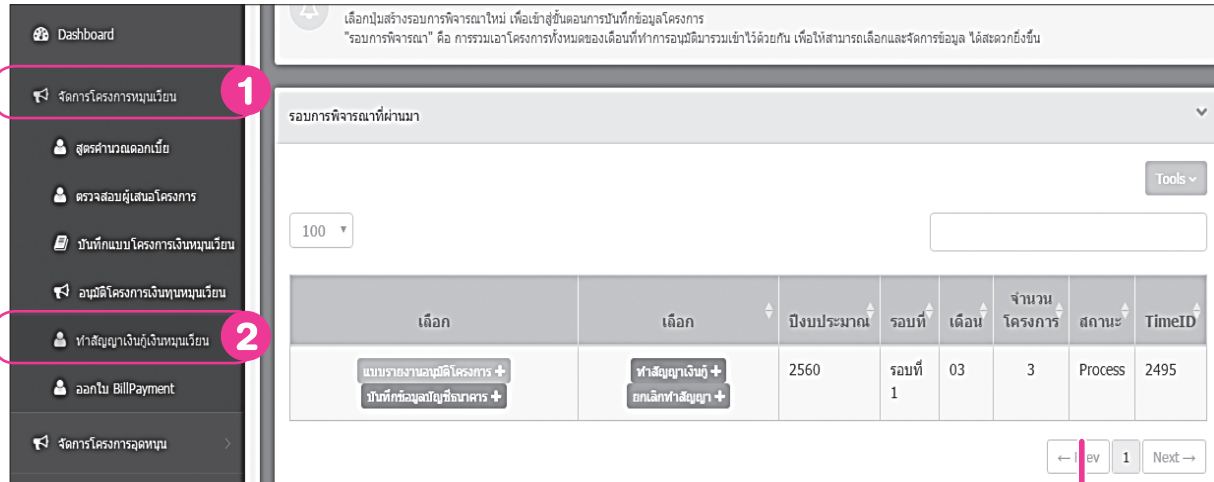 เลือกปุ่มสร้างรอบการพิจารณาใหม่ เพื่อเข้าสู่ขั้นตอนการบันทึกข้อมูลโครงการ
"รอบการพิจารณา" คือ การรวมเอาโครงการทั้งหมดของเดือนที่ทำการอนุมัติมารวมเข้าไว้ด้วยกัน เพื่อให้สามารถเลือกและจัดการข้อมูล ได้สะดวกยิ่งขึ้น
Dashboard
จัดการโครงการหมุนเวียน
1
สูตรคำนวณดอกเบี้ย
ตรวจสอบผู้เสนอโครงการ
บันทึกแบบโครงการเงินหมุนเวียน
อนุมัติโครงการเงินทุนหมุนเวียน
ทำสัญญาเงินกู้เงินหมุนเวียน
2
ออกใบ BillPayment
จัดการโครงการอุดหนุน
รอบการพิจารณาที่ผ่านมา
Tools
100
เลือก เลือก ปีงบประมาณ รอบที่ เดือน จำนวน โครงการ สถานะ TimeID
แบบรายงานอนุมัติโครงการ + ทำสัญญาเงินกู้ + 2560 รอบที่ 03 3 Process 2495
บันทึกข้อมูลบัญชีธนาคาร + ยกเลิกทำสัญญา + 1
← Prev 1 Next →